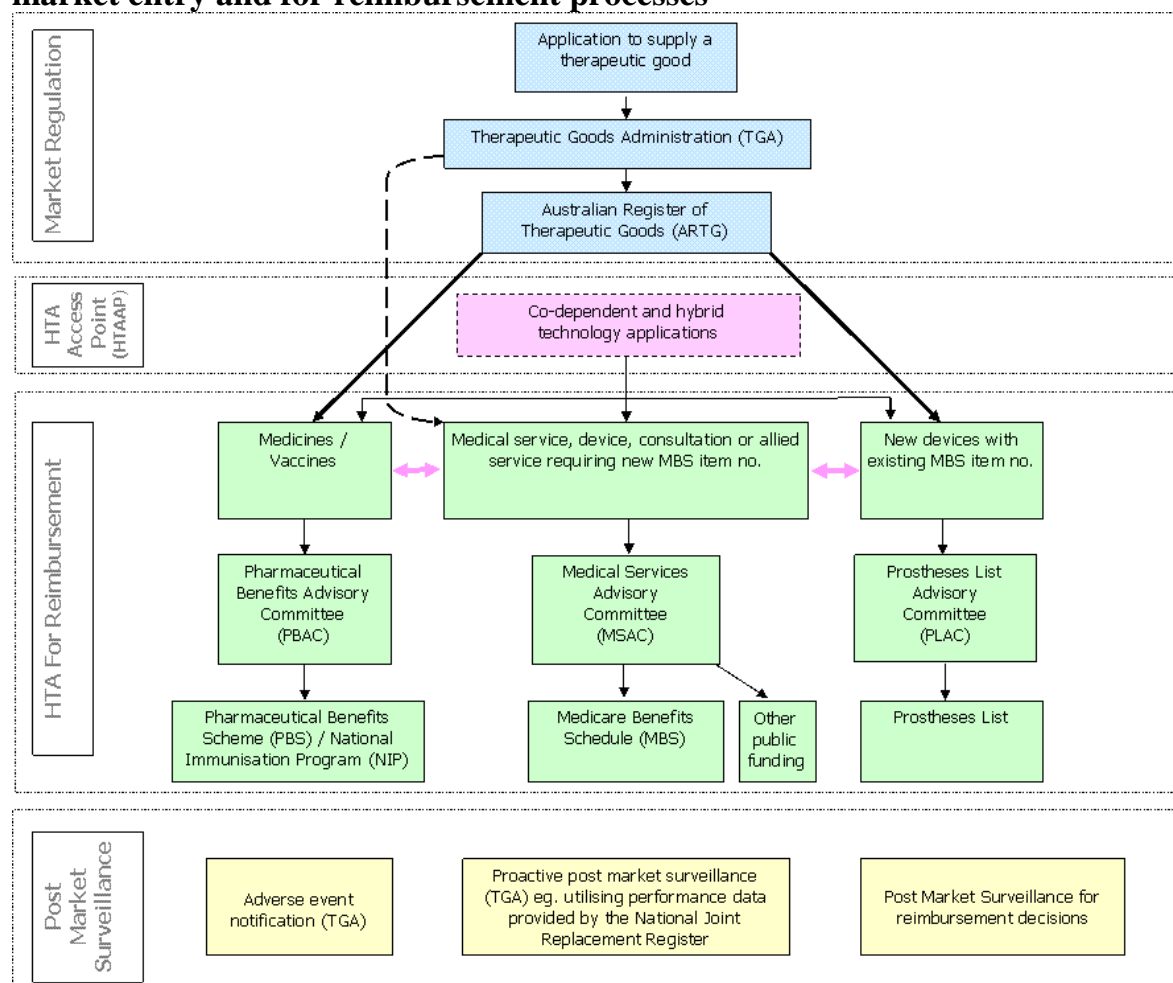 market entry and for reimbursement processes
Market Regulation
Application to supply a
therapeutic good
Therapeutic Goods Administration (TGA)
Australian Register of
Therapeutic Goods (ARTG)
HTA
Access
Point
(HTAAP)
Co-dependent and hybrid
technology applications
HTA For Reimbursement
Medicines /
Vaccines
Medical service, device, consultation or allied
service requiring new MBS item no.
New devices with
existing MBS item no.
Pharmaceutical
Benefits Advisory
Committee
(PBAC)
Medical Services
Advisory
Committee
(MSAC)
Prostheses List
Advisory
Committee
(PLAC)
Pharmaceutical Benefits
Scheme (PBS) / National
Immunisation Program (NIP)
Medicare Benefits
Schedule (MBS)
Other
public
funding
Prostheses List
Post
Market
Surveillance
Adverse event
notification (TGA)
Proactive post market surveillance
(TGA) eg. utilising performance data
provided by the National Joint
Replacement Register
Post Market Surveillance for
reimbursement decisions